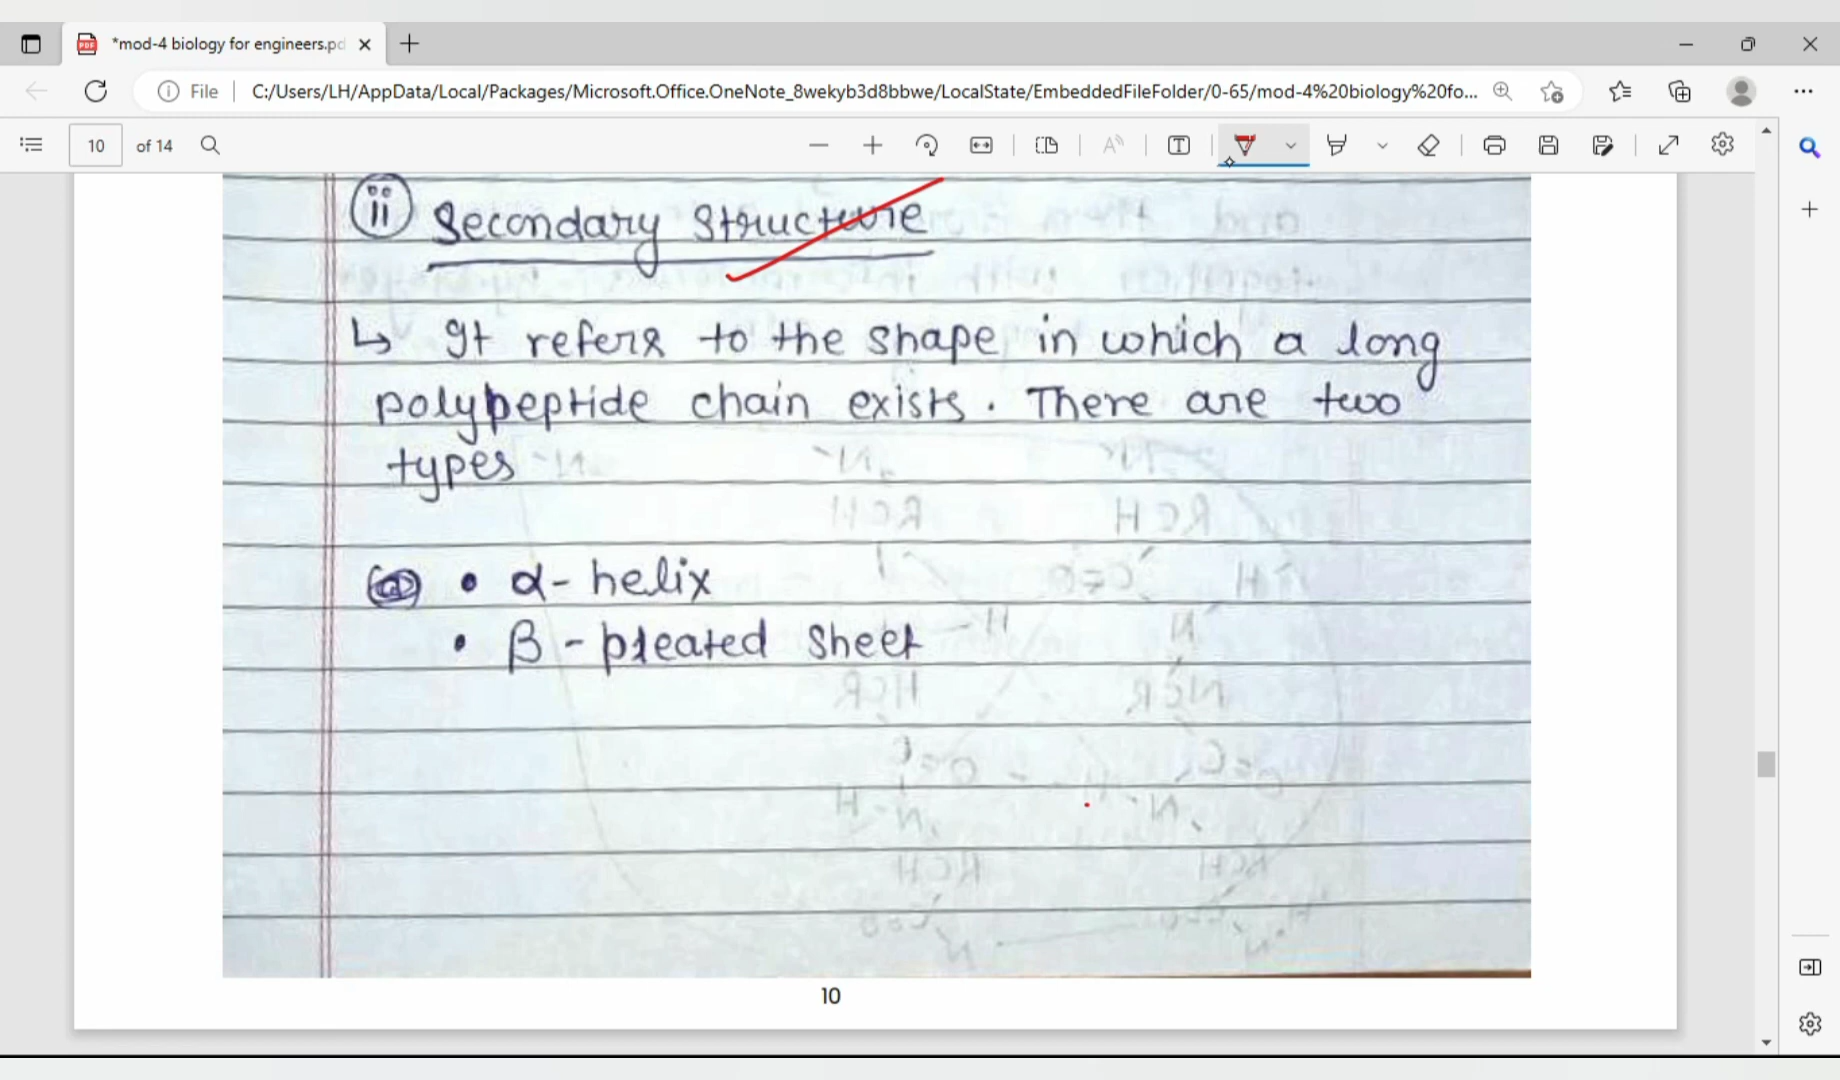 *mod-4 biology for engineers.pd
File
C:/Users/LH/AppData/Local/Packages/Microsoft.Office.OneNote_8wekyb3d8bbwe/LocalState/EmbeddedFileFolder/0-65/mod-4%20biology%20fo...
10 of 14
ii Secondary Structure
↳ It refers to the shape in which a long
polypeptide chain exists. There are two
types
• α- helix
• β - pleated sheet
10